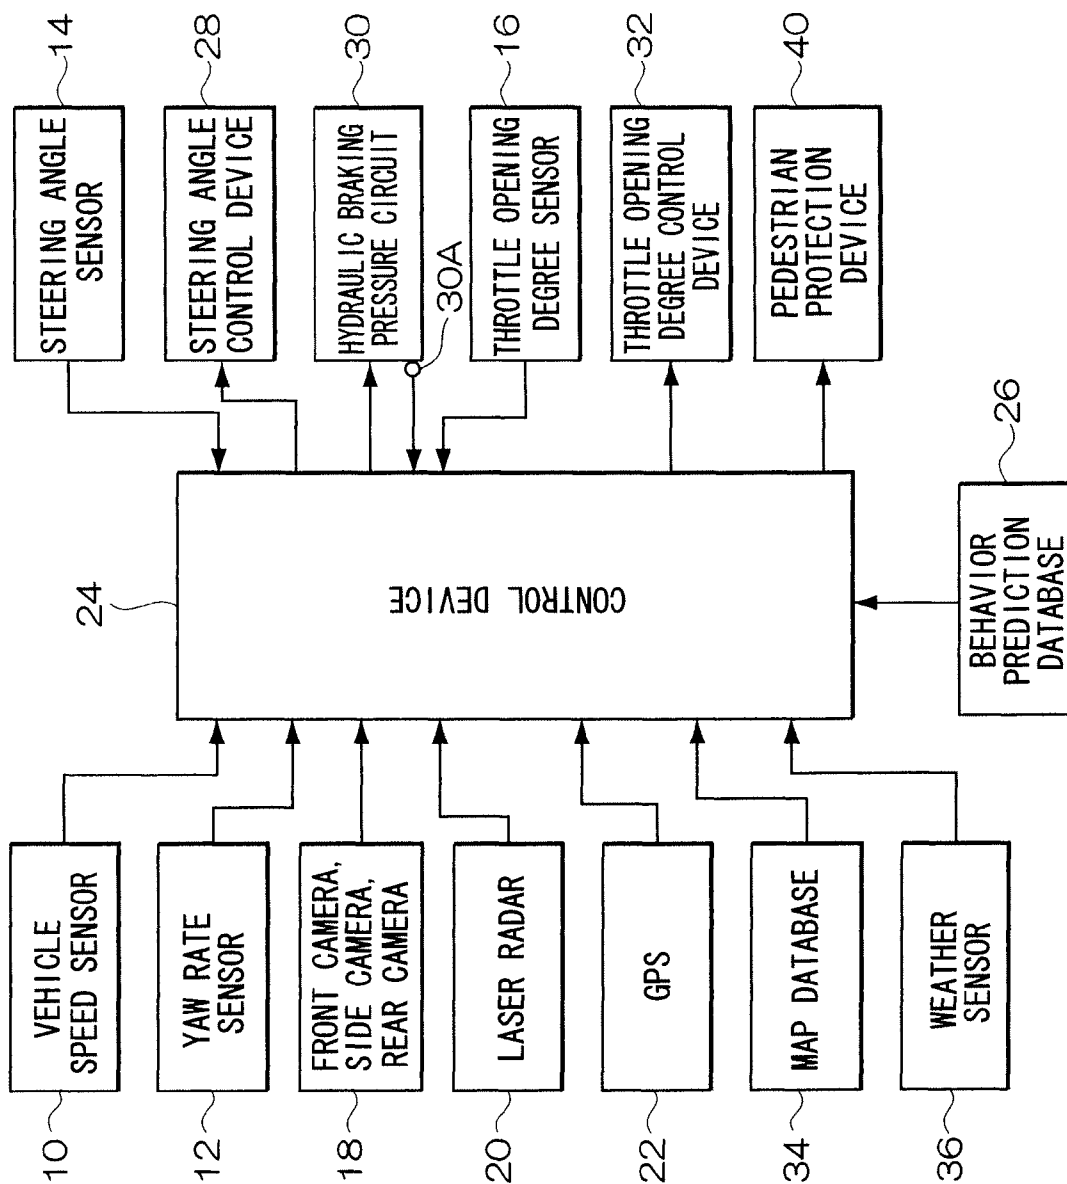 10
VEHICLE
SPEED SENSOR
12
YAW RATE
SENSOR
18
FRONT CAMERA,
SIDE CAMERA,
REAR CAMERA
20
LASER RADAR
22
GPS
34
MAP DATABASE
36
WEATHER
SENSOR
24
CONTROL DEVICE
26
BEHAVIOR
PREDICTION
DATABASE
STEERING ANGLE
SENSOR
14
STEERING ANGLE
CONTROL DEVICE
28
HYDRAULIC BRAKING
PRESSURE CIRCUIT
30
30A
THROTTLE OPENING
DEGREE SENSOR
16
THROTTLE OPENING
DEGREE CONTROL
DEVICE
32
PEDESTRIAN
PROTECTION
DEVICE
40